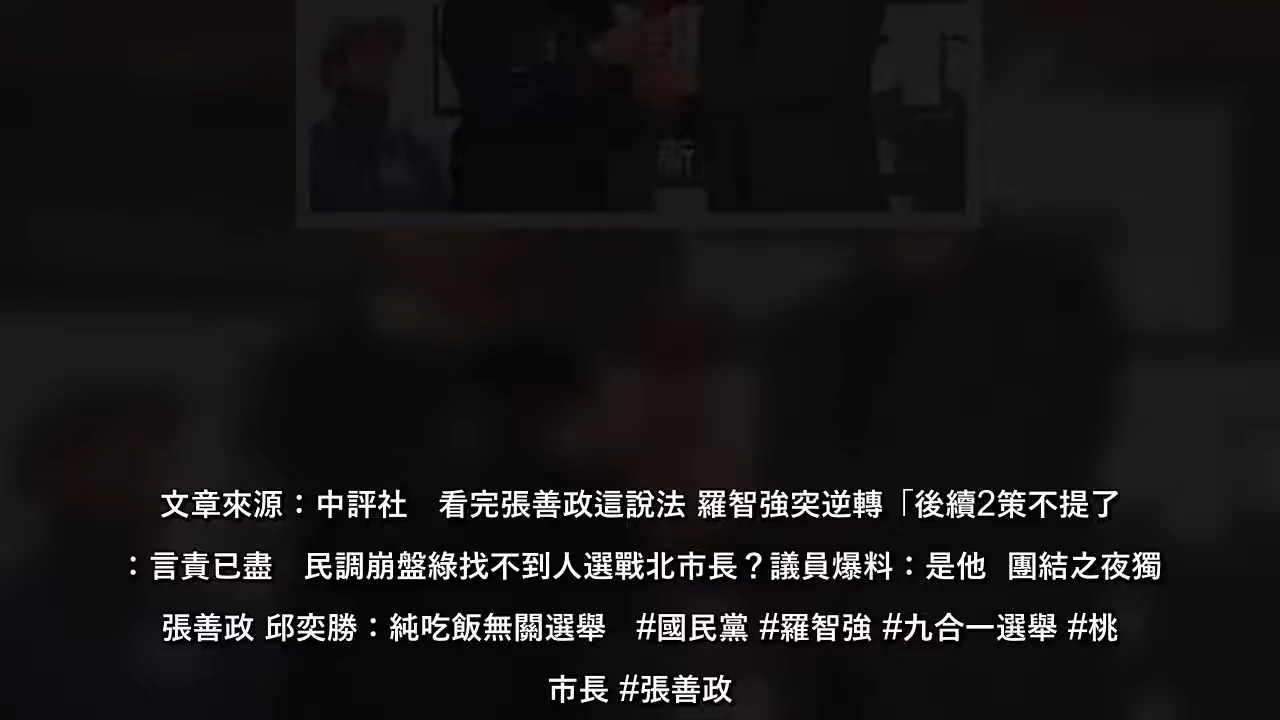 新
文章來源：中評社　看完張善政這說法 羅智強突逆轉「後續2策不提了
：言責已盡　民調崩盤綠找不到人選戰北市長？議員爆料：是他  團結之夜獨
張善政 邱奕勝：純吃飯無關選舉　#國民黨 #羅智強 #九合一選舉 #桃
市長 #張善政